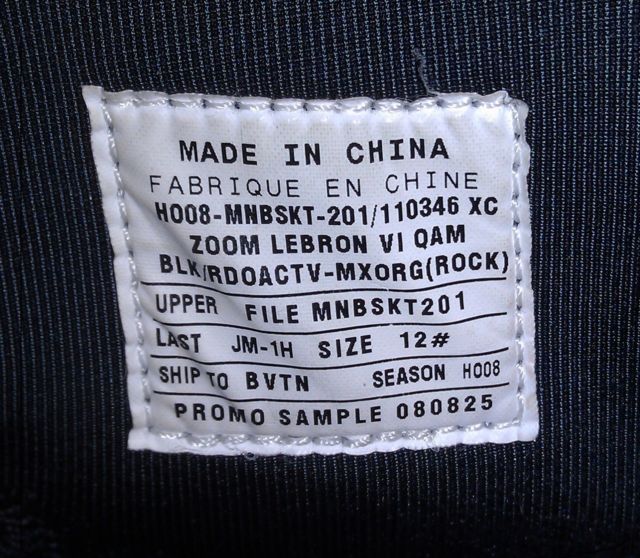 MADE IN CHINA
FABRIQUE EN CHINE
HO08-MNBSKT-201/110346 XC
ZOOM LEBRON VI QAM
BLK/RDOACTV-MXORG(ROCK)
UPPER FILE MNBSKT201
LAST JM-1H SIZE 12#
SHIP TO BVTN SEASON HO08
PROMO SAMPLE 080825